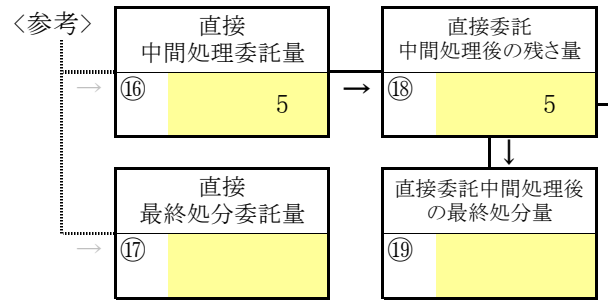 〈参考〉
直接
中間処理委託量
→
⑯
5
→
直接委託
中間処理後の残さ量
⑱
5
↓
直接
最終処分委託量
→
⑰
直接委託中間処理後
の最終処分量
⑲